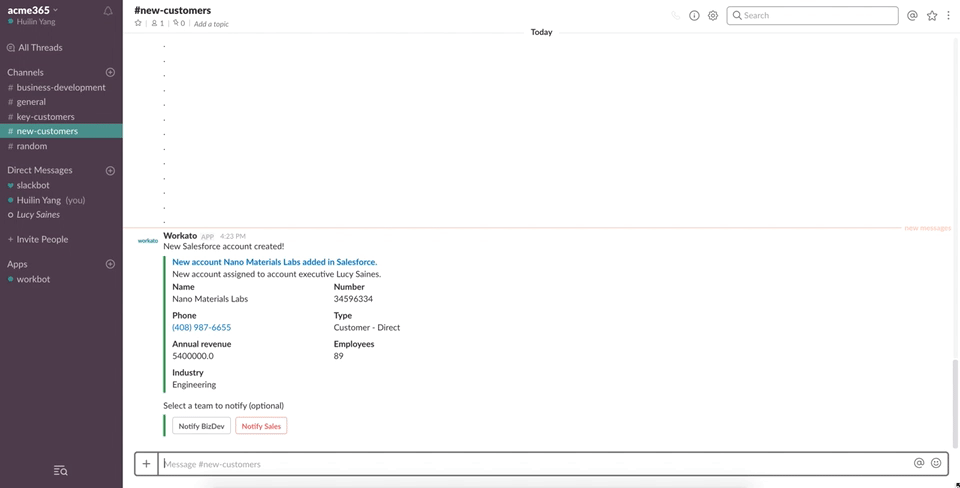 acme365
Huilin Yang
All Threads
Channels
# business-development
# general
# key-customers
# new-customers
# random
Direct Messages
slackbot
Huilin Yang (you)
Lucy Saines
+ Invite People
Apps
workbot
#new-customers
1 | 0 | Add a topic
Search
Today
.
.
.
.
.
.
.
.
.
.
.
.
.
new messages
workato
Workato APP 4:23 PM
New Salesforce account created!
New account Nano Materials Labs added in Salesforce.
New account assigned to account executive Lucy Saines.
Name Number
Nano Materials Labs 34596334
Phone Type
(408) 987-6655 Customer - Direct
Annual revenue Employees
5400000.0 89
Industry
Engineering
Select a team to notify (optional)
Notify BizDev Notify Sales
+ Message #new-customers @